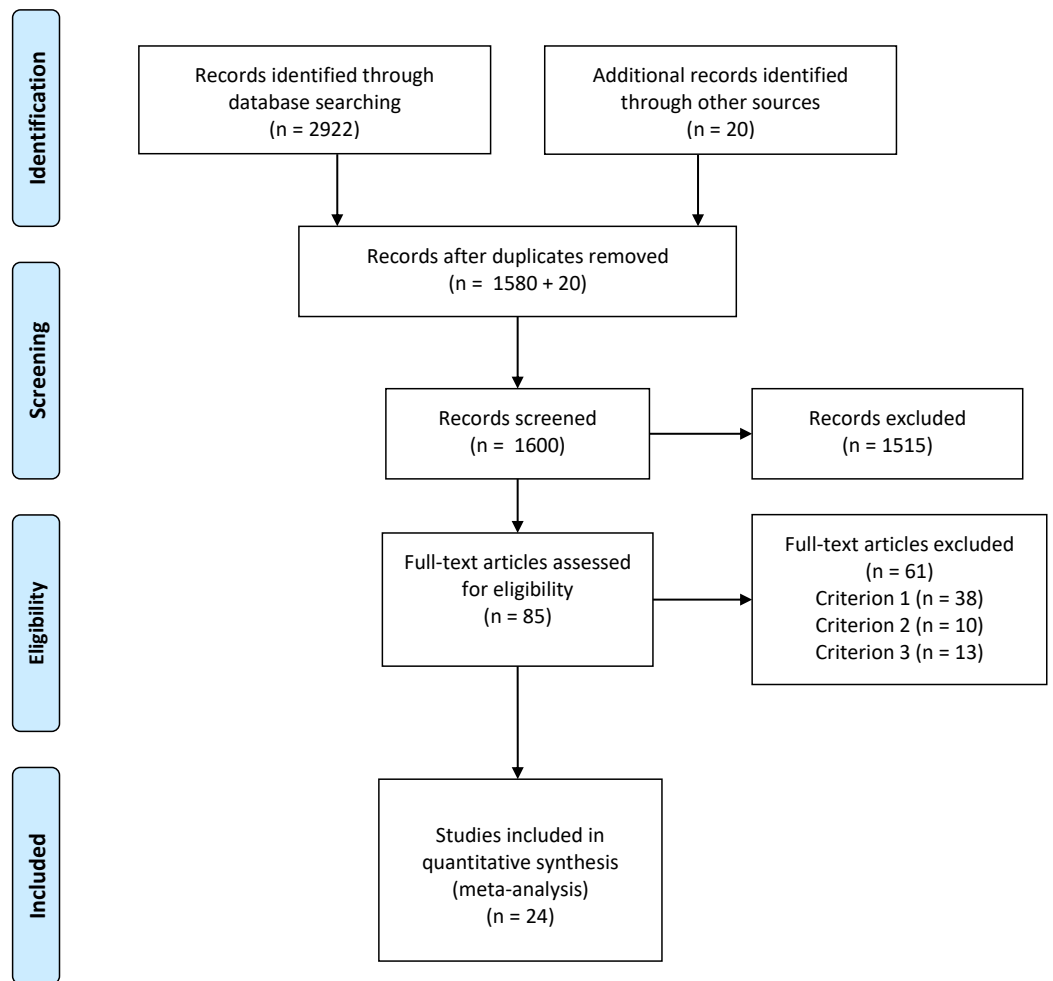 Identification
Records identified through
database searching
(n = 2922)
Additional records identified
through other sources
(n = 20)
Records after duplicates removed
(n = 1580 + 20)
Screening
Records screened
(n = 1600)
Records excluded
(n = 1515)
Eligibility
Full-text articles assessed
for eligibility
(n = 85)
Full-text articles excluded
(n = 61)
Criterion 1 (n = 38)
Criterion 2 (n = 10)
Criterion 3 (n = 13)
Included
Studies included in
quantitative synthesis
(meta-analysis)
(n = 24)